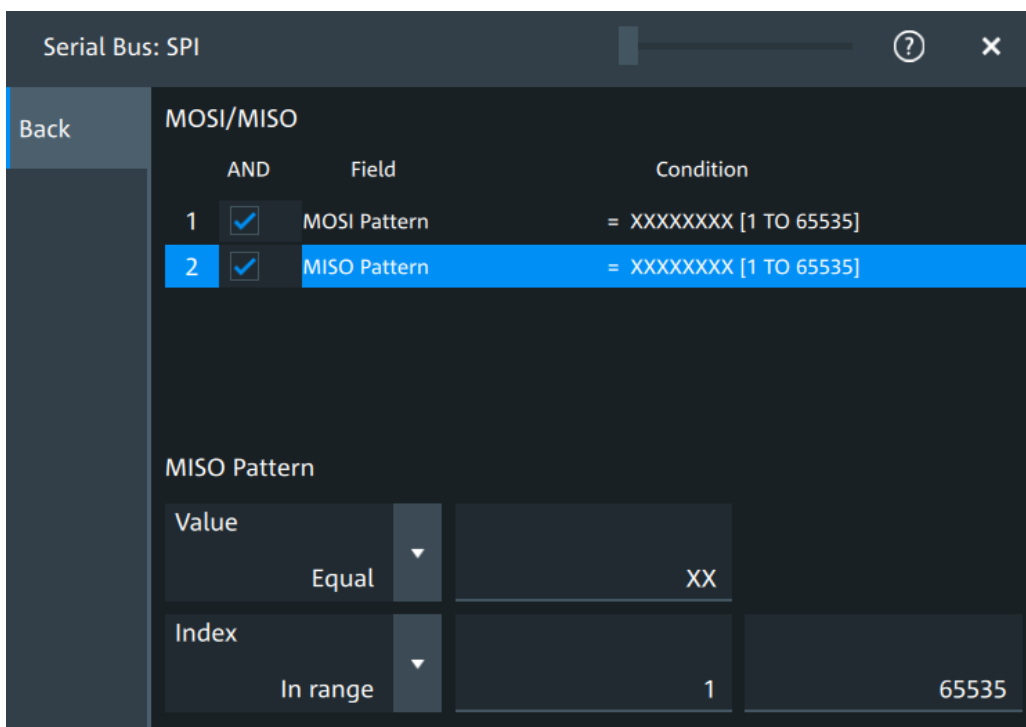 Serial Bus: SPI ?
Back
MOSI/MISO
AND Field Condition
1 MOSI Pattern = XXXXXXXX [1 TO 65535]
2 MISO Pattern = XXXXXXXX [1 TO 65535]
MISO Pattern
Value
Equal XX
Index
In range 1 65535